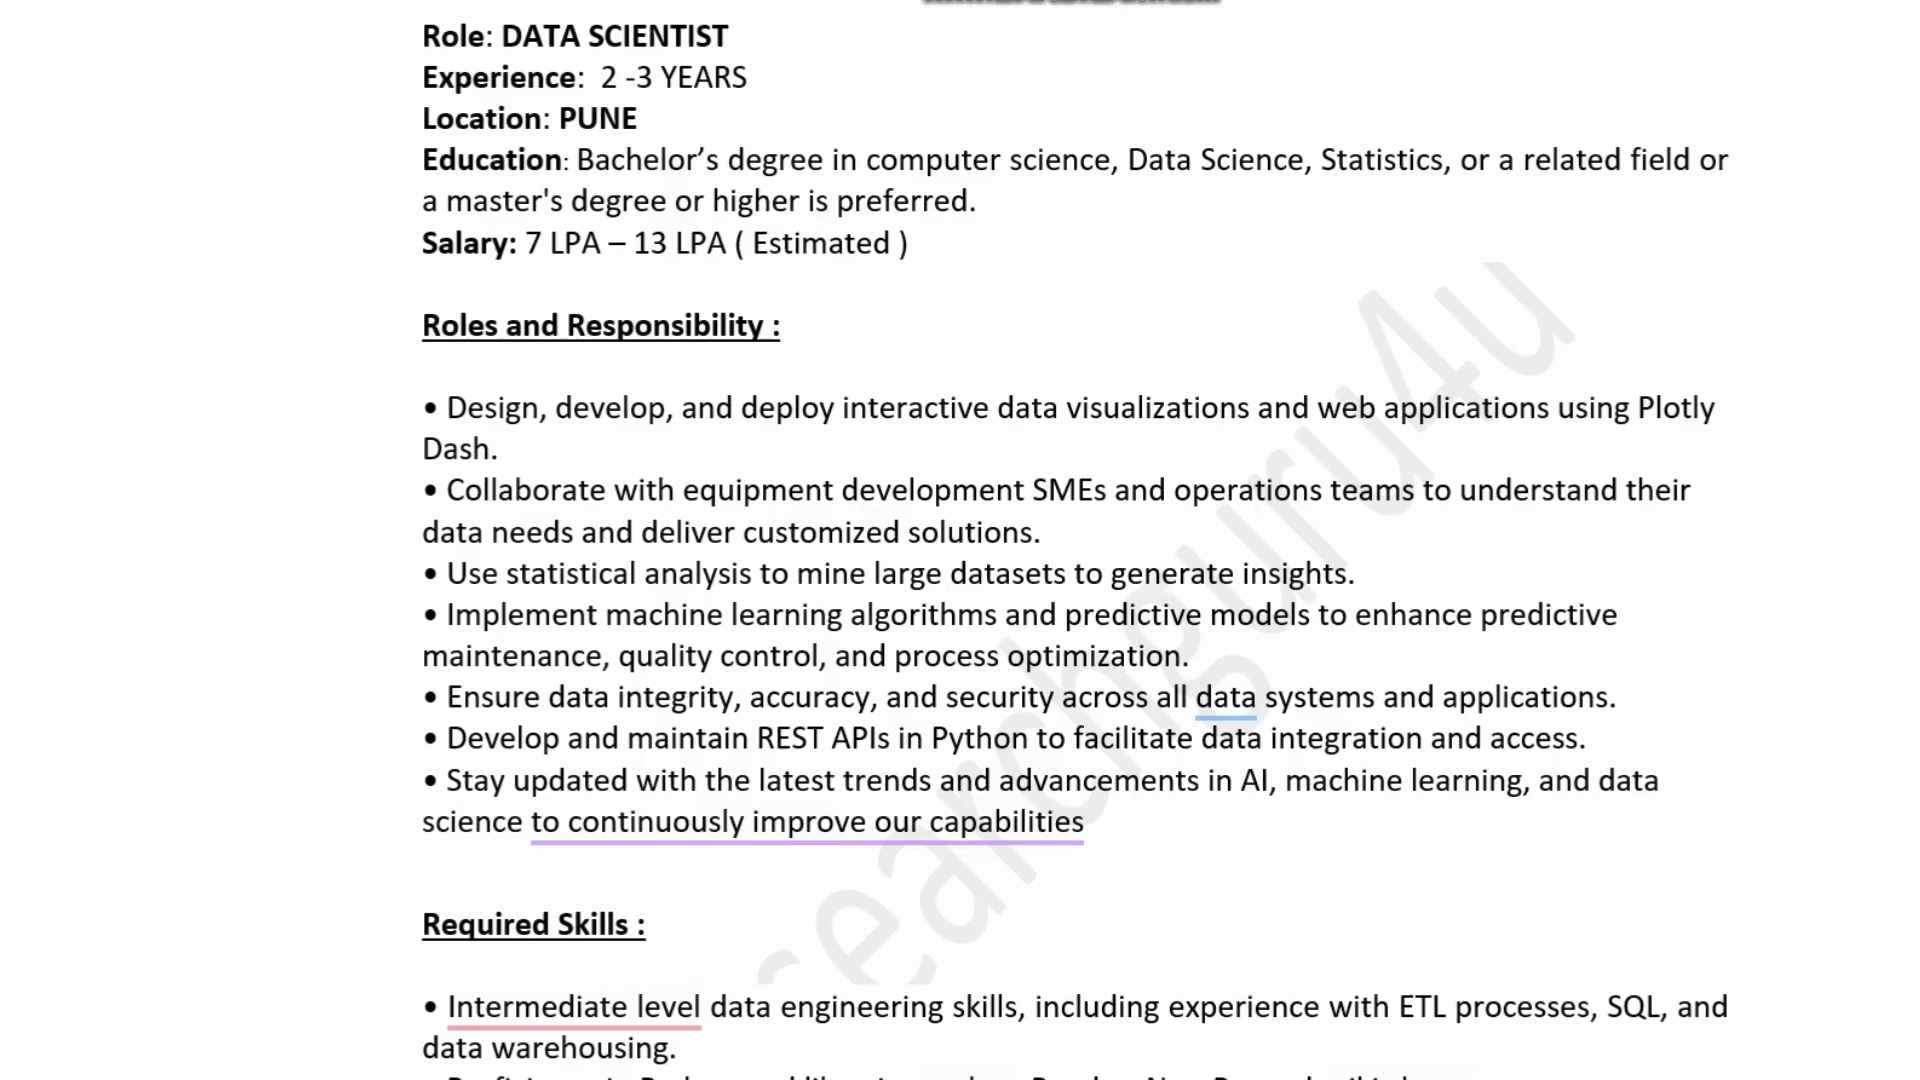 Role: DATA SCIENTIST
Experience:  2 -3 YEARS
Location: PUNE
Education: Bachelor’s degree in computer science, Data Science, Statistics, or a related field or
a master's degree or higher is preferred.
Salary: 7 LPA – 13 LPA ( Estimated )
Roles and Responsibility :
• Design, develop, and deploy interactive data visualizations and web applications using Plotly
Dash.
• Collaborate with equipment development SMEs and operations teams to understand their
data needs and deliver customized solutions.
• Use statistical analysis to mine large datasets to generate insights.
• Implement machine learning algorithms and predictive models to enhance predictive
maintenance, quality control, and process optimization.
• Ensure data integrity, accuracy, and security across all data systems and applications.
• Develop and maintain REST APIs in Python to facilitate data integration and access.
• Stay updated with the latest trends and advancements in AI, machine learning, and data
science to continuously improve our capabilities
Required Skills :
• Intermediate level data engineering skills, including experience with ETL processes, SQL, and
data warehousing.
searchguru4u